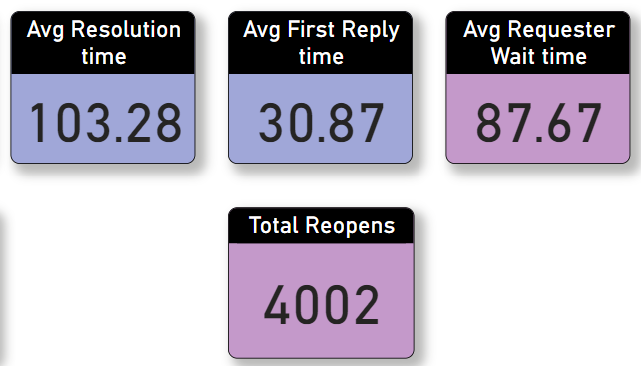 Avg Resolution
time
103.28
Avg First Reply
time
30.87
Avg Requester
Wait time
87.67
Total Reopens
4002